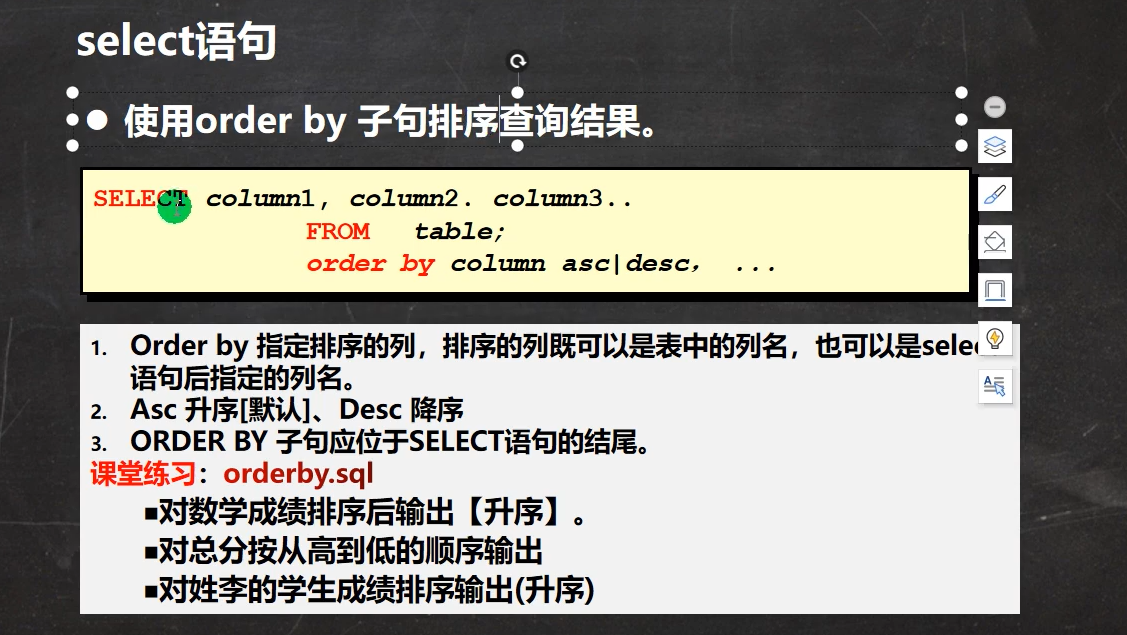 select语句
● 使用order by 子句排序查询结果。
SELECT column1, column2. column3..
FROM table;
order by column asc|desc， ...
1. Order by 指定排序的列，排序的列既可以是表中的列名，也可以是selec
语句后指定的列名。
2. Asc 升序[默认]、Desc 降序
3. ORDER BY 子句应位于SELECT语句的结尾。
课堂练习：orderby.sql
■对数学成绩排序后输出【升序】。
■对总分按从高到低的顺序输出
■对姓李的学生成绩排序输出(升序)